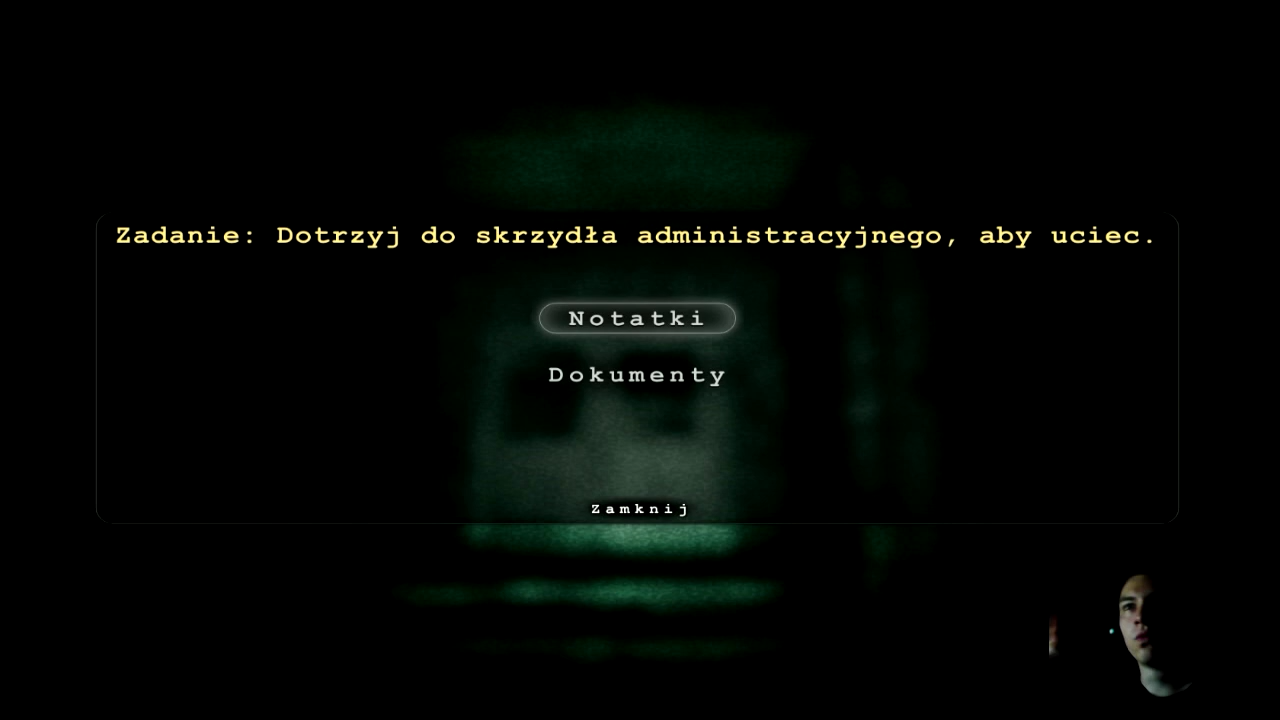 Zadanie: Dotrzyj do skrzydła administracyjnego, aby uciec.
Notatki
Dokumenty
Zamknij